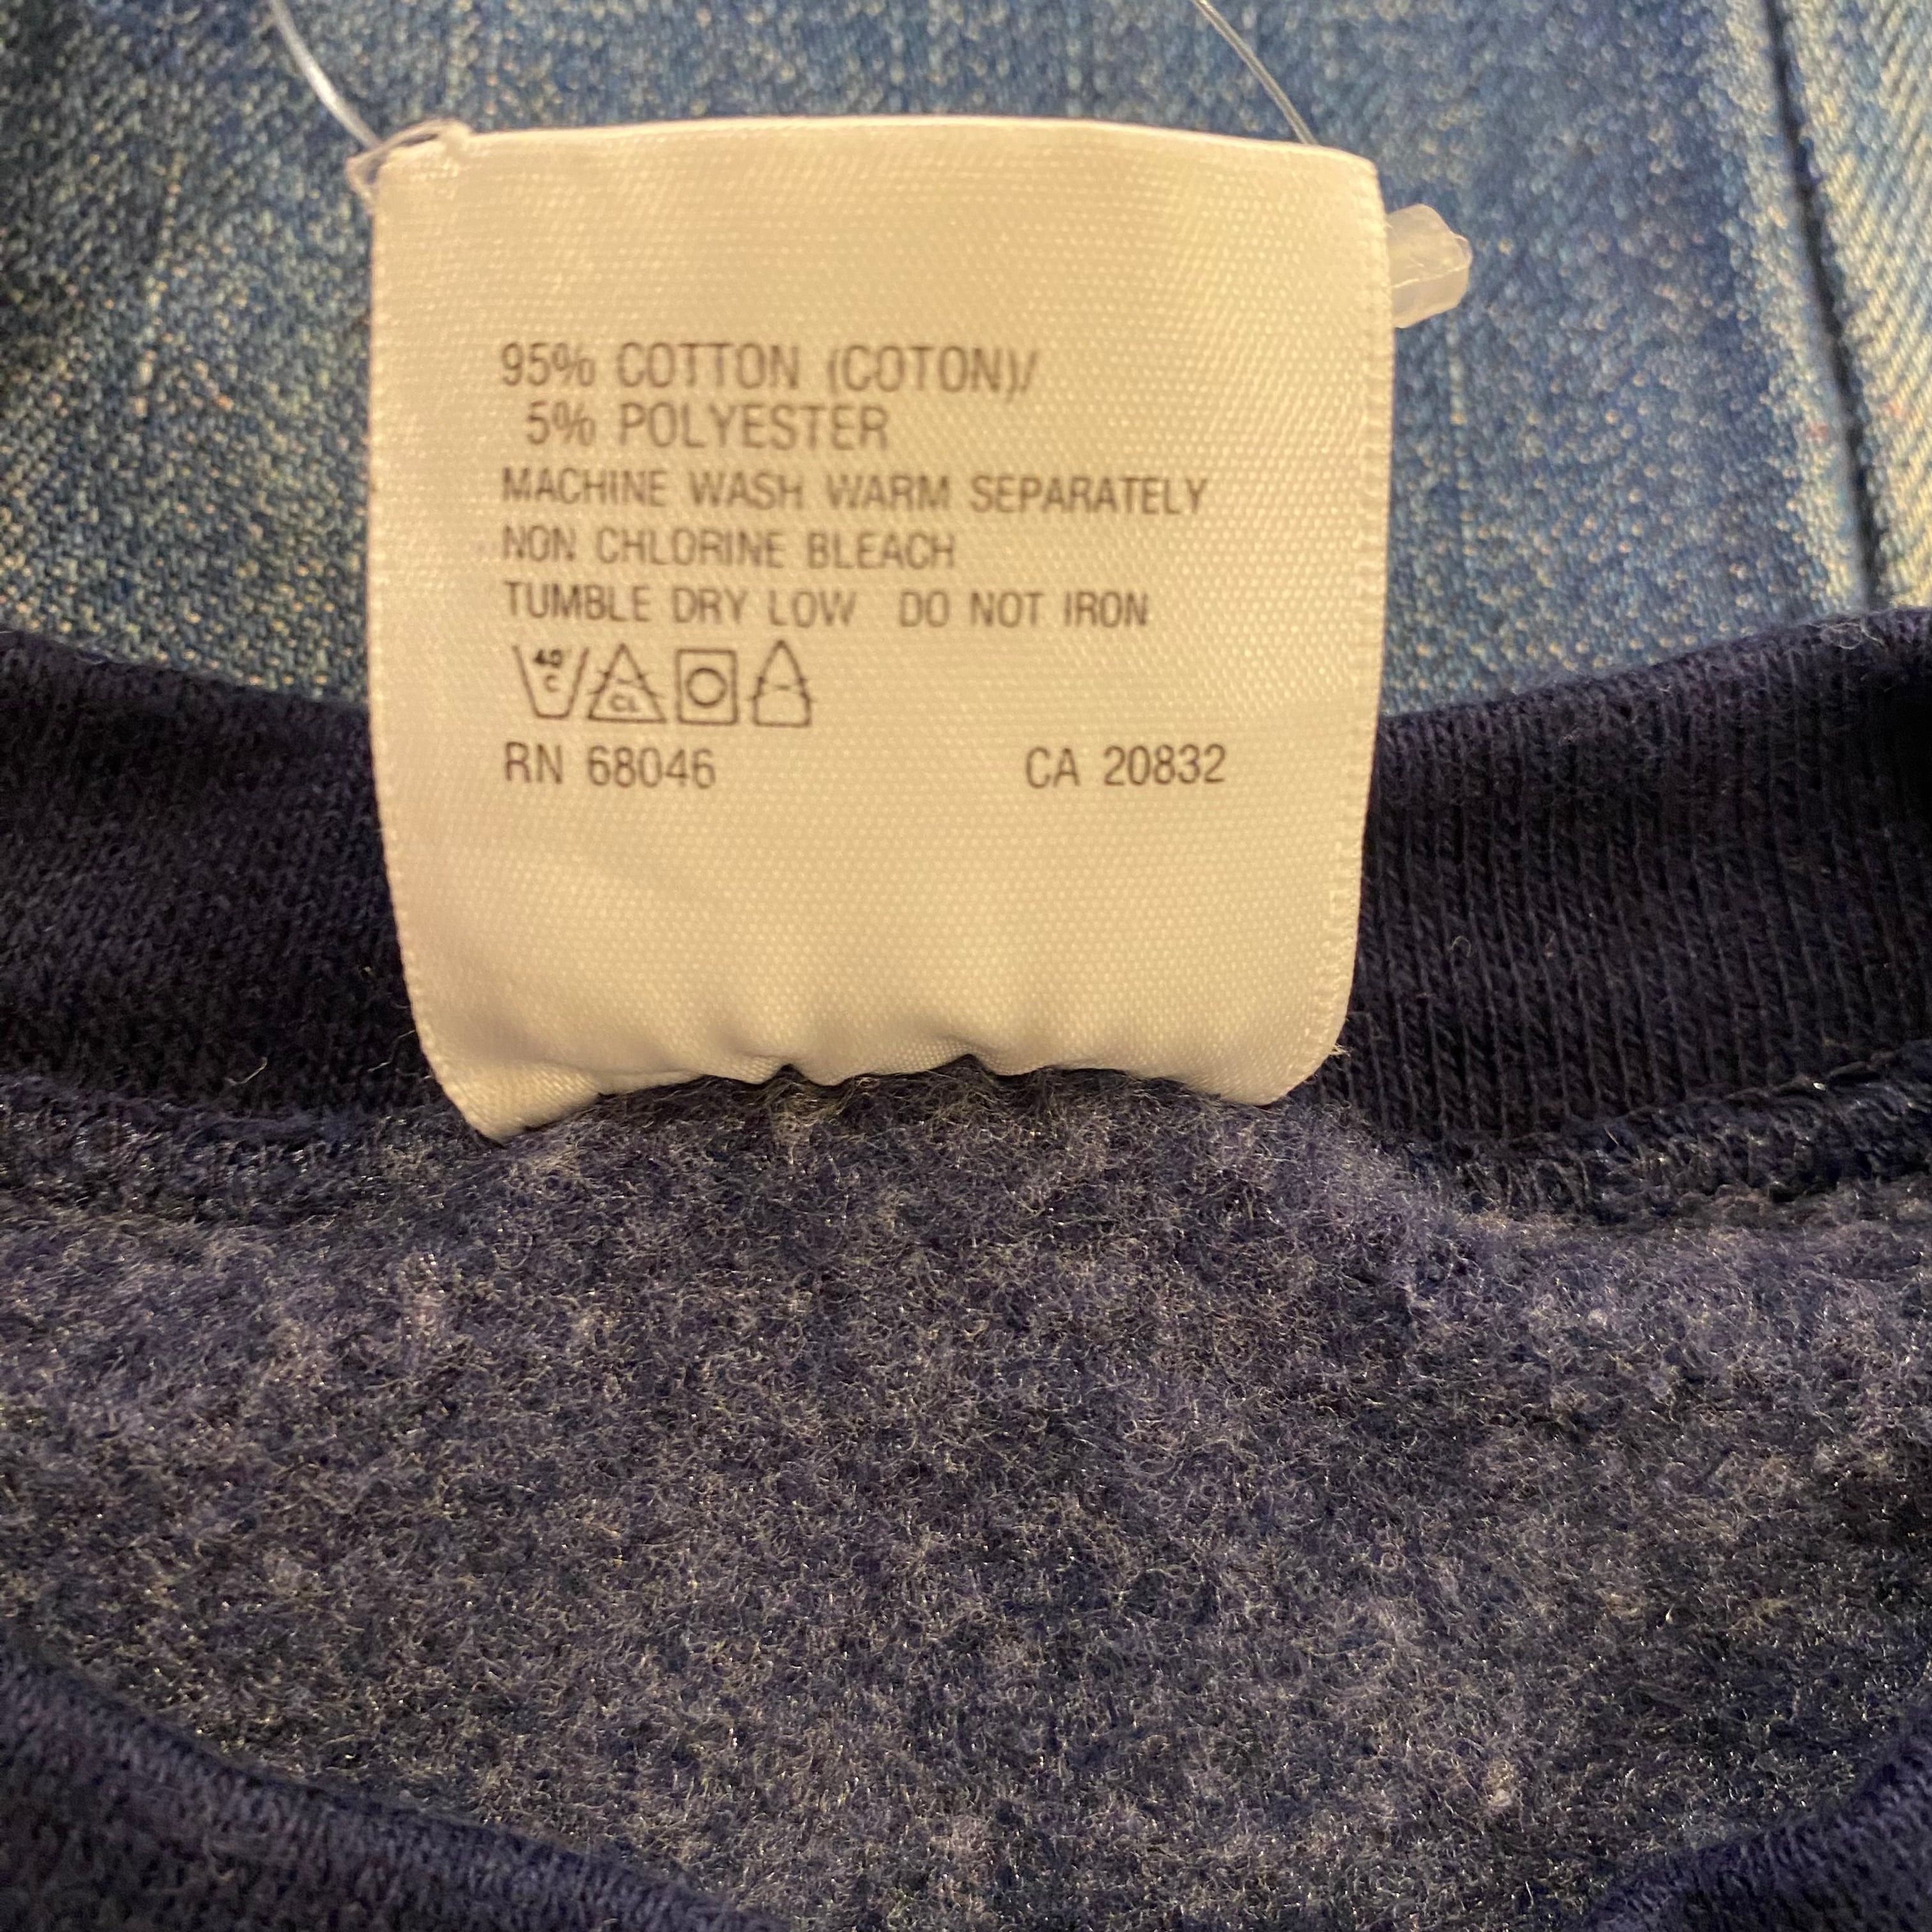 95% COTTON (COTON)/
5% POLYESTER
MACHINE WASH WARM SEPARATELY
NON CHLORINE BLEACH
TUMBLE DRY LOW DO NOT IRON
40
C CL
RN 68046 CA 20832